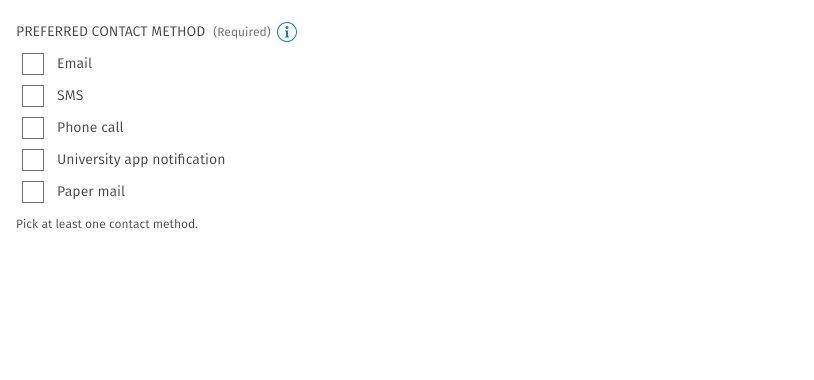 PREFERRED CONTACT METHOD (Required)
Email
SMS
Phone call
University app notification
Paper mail
Pick at least one contact method.